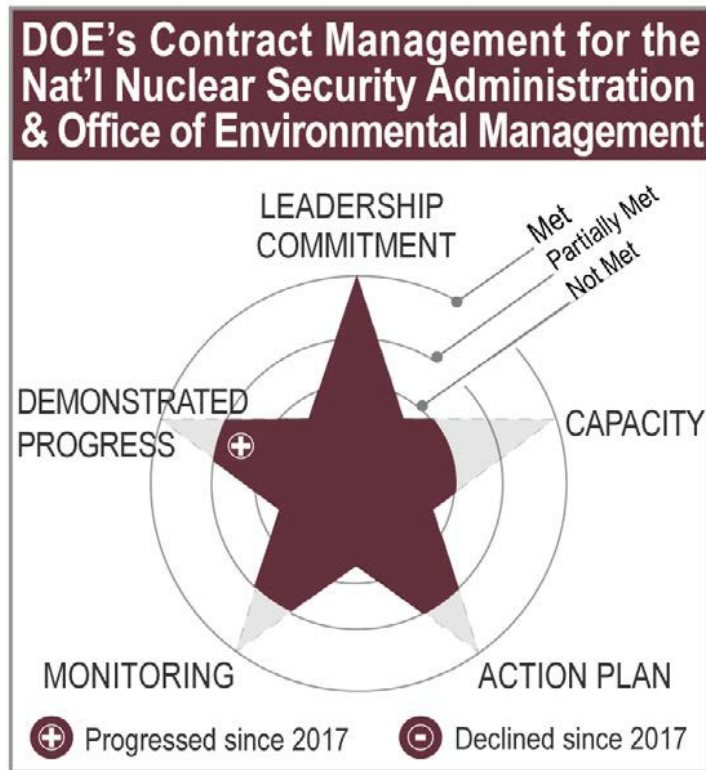 DOE’s Contract Management for the
Nat’l Nuclear Security Administration
& Office of Environmental Management
LEADERSHIP
COMMITMENT
Met
Partially Met
Not Met
DEMONSTRATED
PROGRESS
CAPACITY
MONITORING
ACTION PLAN
Progressed since 2017
Declined since 2017